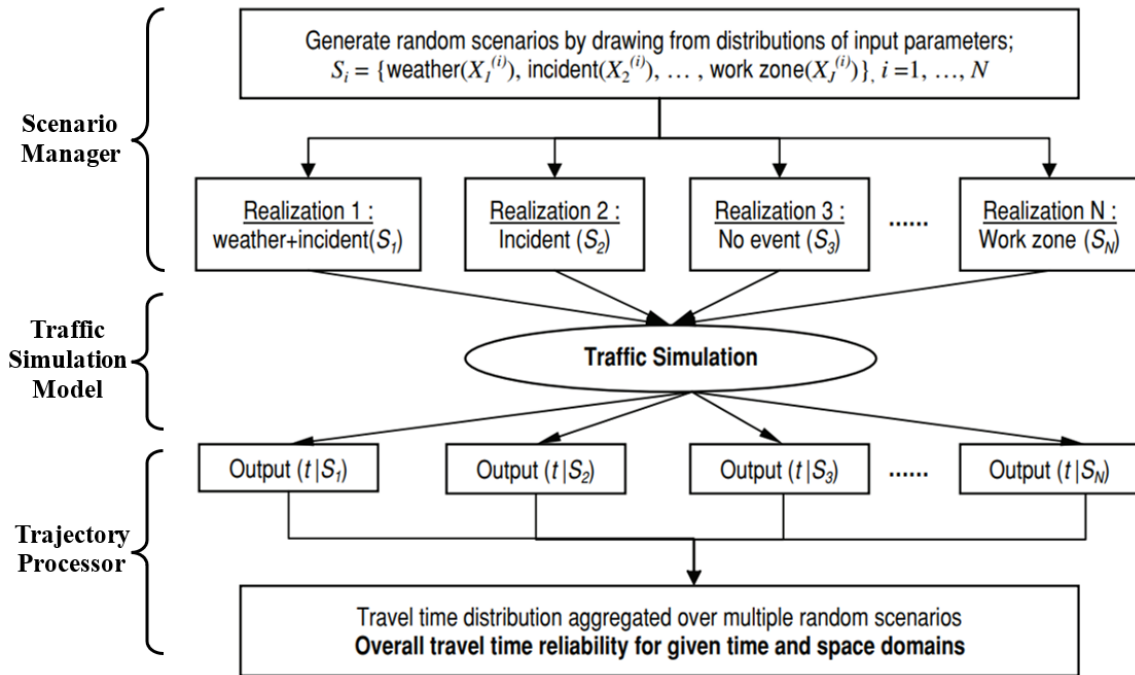 Generate random scenarios by drawing from distributions of input parameters;
S_i = {weather(X_1^(i)), incident(X_2^(i)), … , work zone(X_J^(i))}, i =1, …, N
Scenario
Manager
Realization 1 :
weather+incident(S_1)
Realization 2 :
Incident (S_2)
Realization 3 :
No event (S_3)
......
Realization N :
Work zone (S_N)
Traffic
Simulation
Model
Traffic Simulation
Output (t|S_1)
Output (t|S_2)
Output (t|S_3)
......
Output (t|S_N)
Trajectory
Processor
Travel time distribution aggregated over multiple random scenarios
Overall travel time reliability for given time and space domains